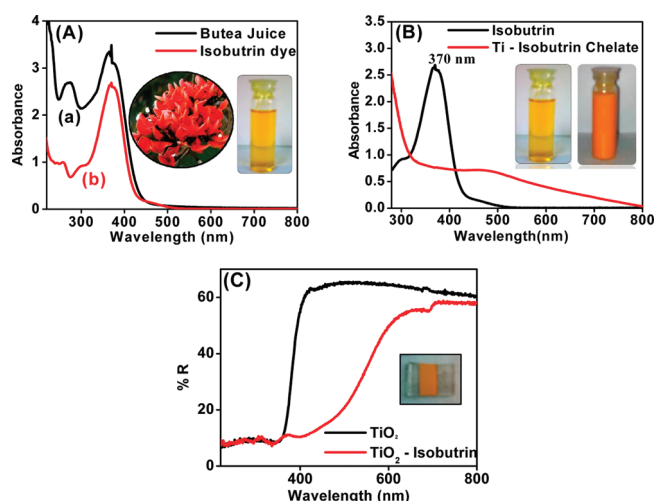 (A)
Butea Juice
Isobutrin dye
(a)
(b)
Absorbance
4
3
2
1
0
300 400 500 600 700 800
Wavelength (nm)
(B)
Isobutrin
Ti - Isobutrin Chelate
370 nm
Absorbance
3.5
3.0
2.5
2.0
1.5
1.0
0.5
0.0
300 400 500 600 700 800
Wavelength(nm)
(C)
% R
60
40
20
0
400 600 800
TiO₂
TiO₂ - Isobutrin
Wavelength (nm)